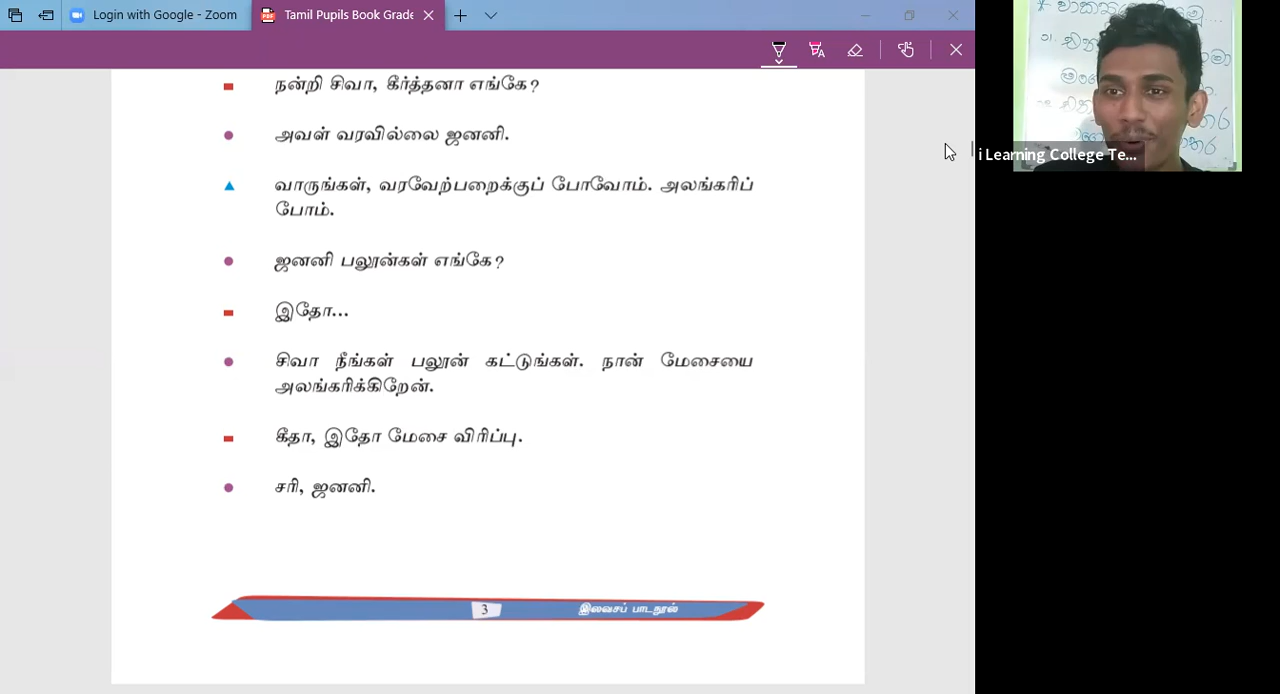 Login with Google - Zoom
Tamil Pupils Book Grade
நன்றி சிவா, கீர்த்தனா எங்கே?
அவள் வரவில்லை ஜனனி.
வாருங்கள், வரவேற்பறைக்குப் போவோம். அலங்கரிப்
போம்.
ஜனனி பலூன்கள் எங்கே?
இதோ...
சிவா நீங்கள் பலூன் கட்டுங்கள். நான் மேசையை
அலங்கரிக்கிறேன்.
கீதா, இதோ மேசை விரிப்பு.
சரி, ஜனனி.
3
இலவசப் பாடநூல்
i Learning College Te...